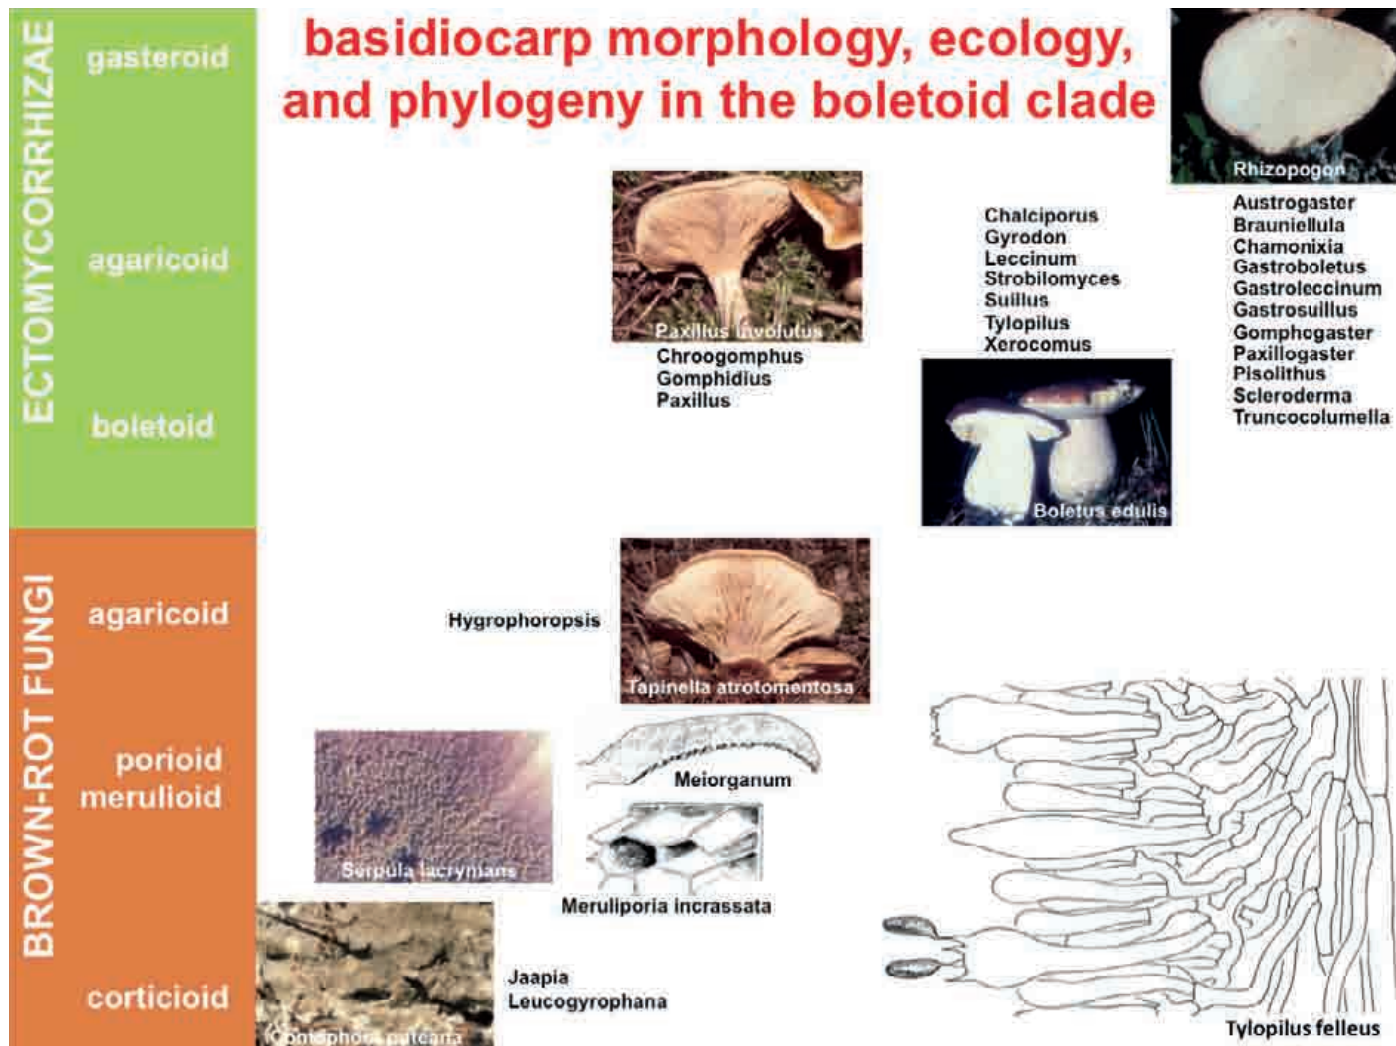 basidiocarp morphology, ecology,
and phylogeny in the boletoid clade
ECTOMYCORRHIZAE
gasteroid
agaricoid
boletoid
BROWN-ROT FUNGI
agaricoid
porioid
merulioid
corticioid
Rhizopogon
Austrogaster
Brauniellula
Chamonixia
Gastroboletus
Gastroleccinum
Gastrosuillus
Gomphogaster
Paxillogaster
Pisolithus
Scleroderma
Truncocolumella
Paxillus involutus
Chroogomphus
Gomphidius
Paxillus
Chalciporus
Gyrodon
Leccinum
Strobilomyces
Suillus
Tylopilus
Xerocomus
Boletus edulis
Hygrophoropsis
Tapinella atrotomentosa
Meiorganum
Serpula lacrymans
Meruliporia incrassata
Jaapia
Leucogyrophana
Coniophora puteana
Tylopilus felleus